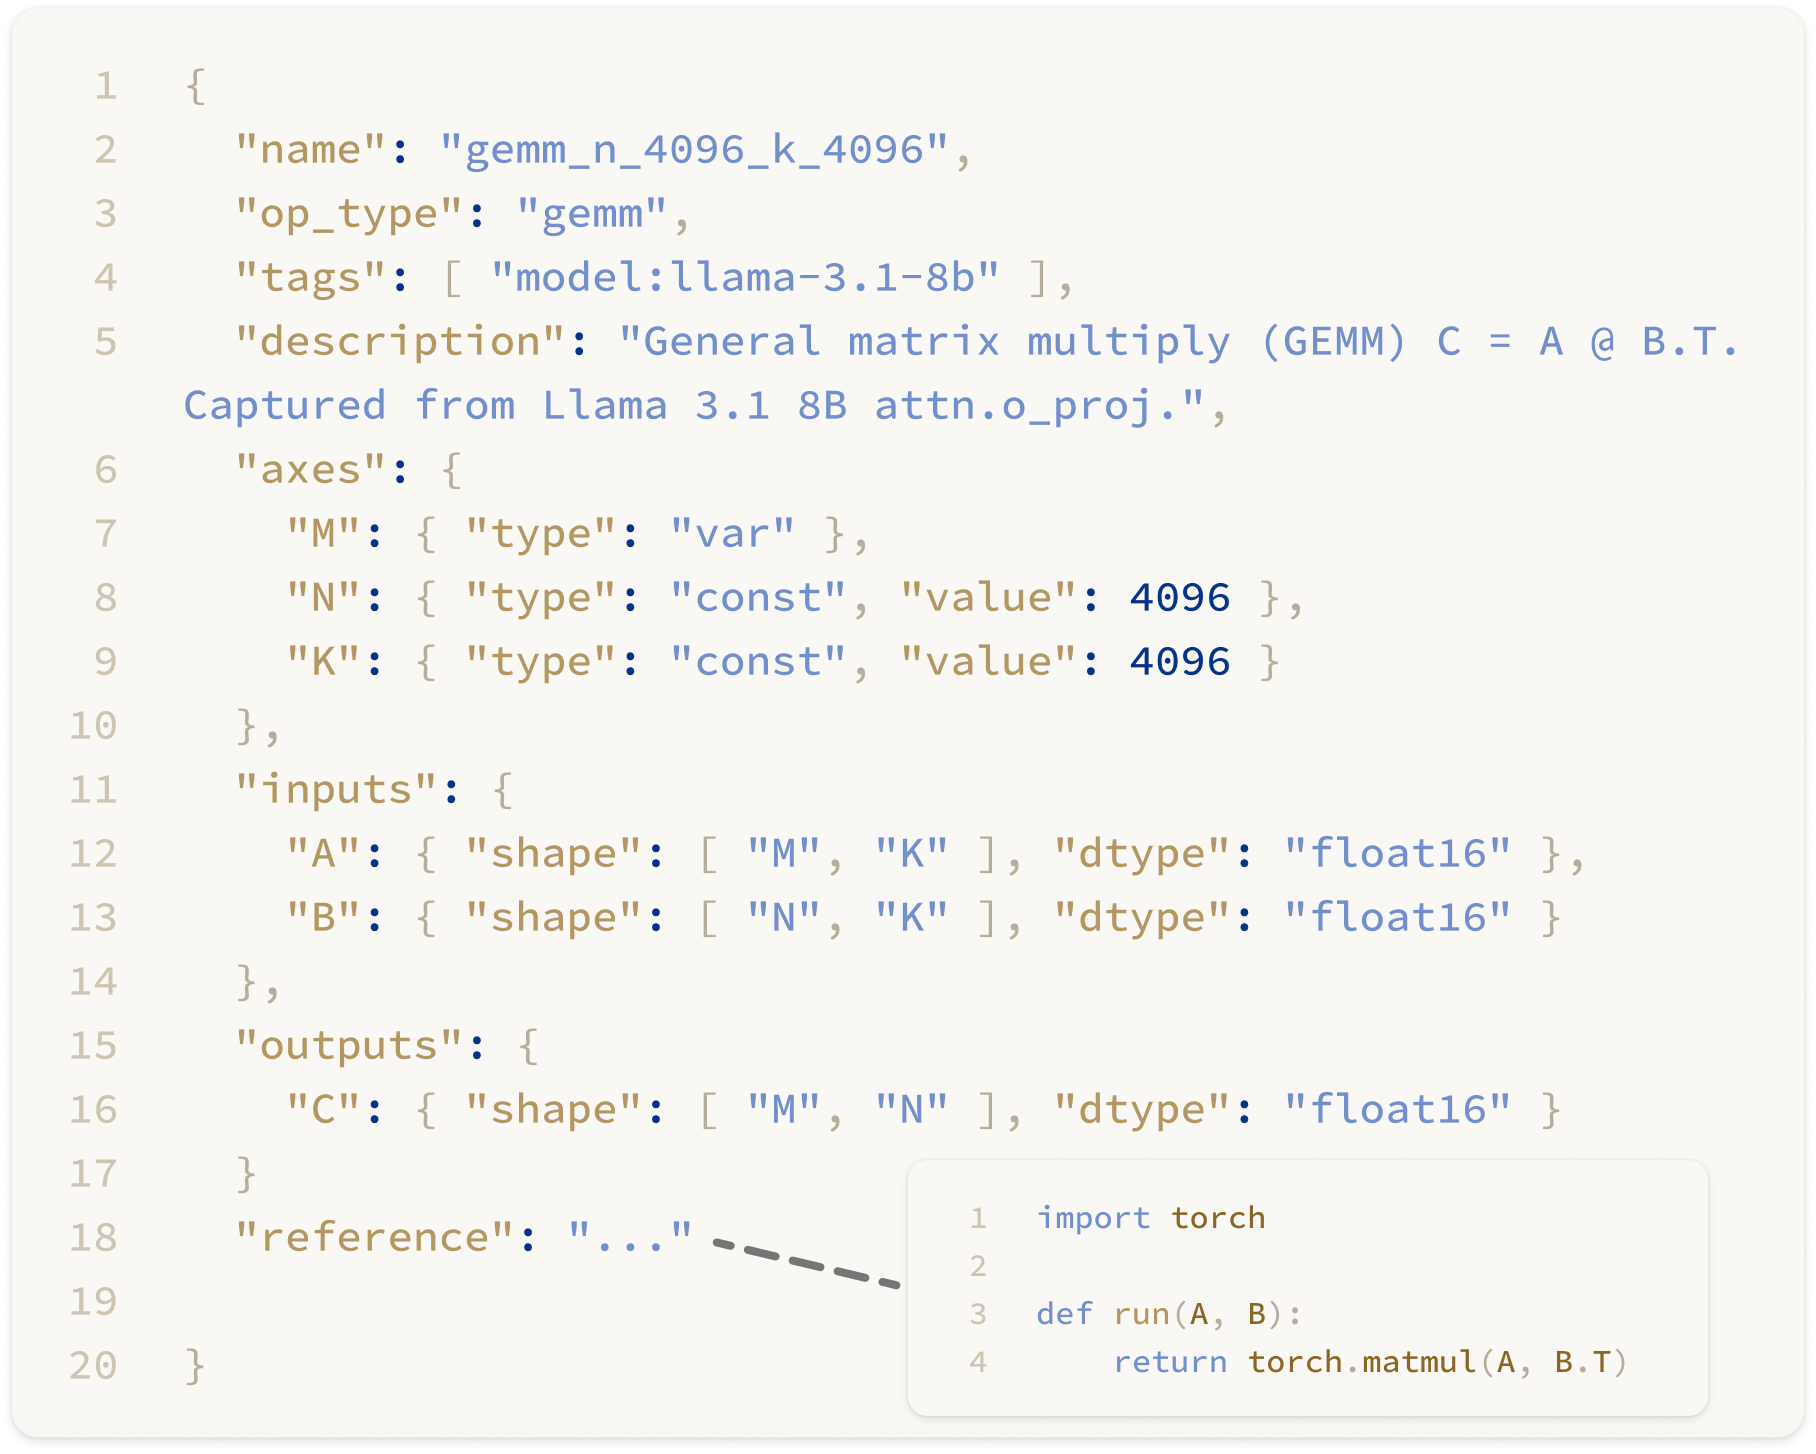 1 {
2 "name": "gemm_n_4096_k_4096",
3 "op_type": "gemm",
4 "tags": [ "model:llama-3.1-8b" ],
5 "description": "General matrix multiply (GEMM) C = A @ B.T.
Captured from Llama 3.1 8B attn.o_proj.",
6 "axes": {
7 "M": { "type": "var" },
8 "N": { "type": "const", "value": 4096 },
9 "K": { "type": "const", "value": 4096 }
10 },
11 "inputs": {
12 "A": { "shape": [ "M", "K" ], "dtype": "float16" },
13 "B": { "shape": [ "N", "K" ], "dtype": "float16" }
14 },
15 "outputs": {
16 "C": { "shape": [ "M", "N" ], "dtype": "float16" }
17 }
18 "reference": "..."
19
20 }
1 import torch
2
3 def run(A, B):
4 return torch.matmul(A, B.T)